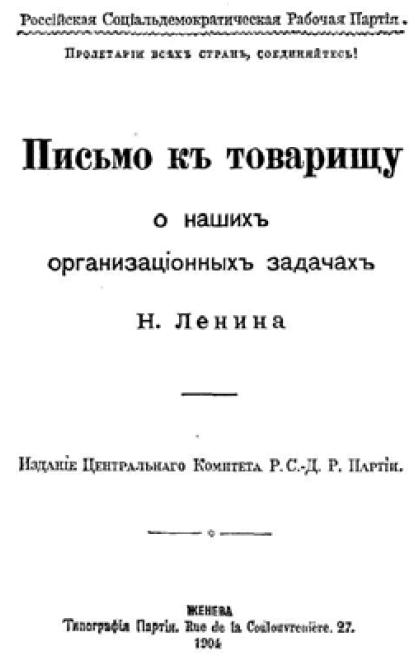 Россійская Соціальдемократическая Рабочая Партія.
Пролетаріи всѣхъ странъ, соединяйтесь!
Письмо къ товарищу
о нашихъ
организаціонныхъ задачахъ
Н. Ленина
Изданіе Центральнаго Комитета Р. С.-Д. Р. Партіи.
ЖЕНЕВА
Типографія Партіи. Rue de la Coulouvrenière, 27.
1904